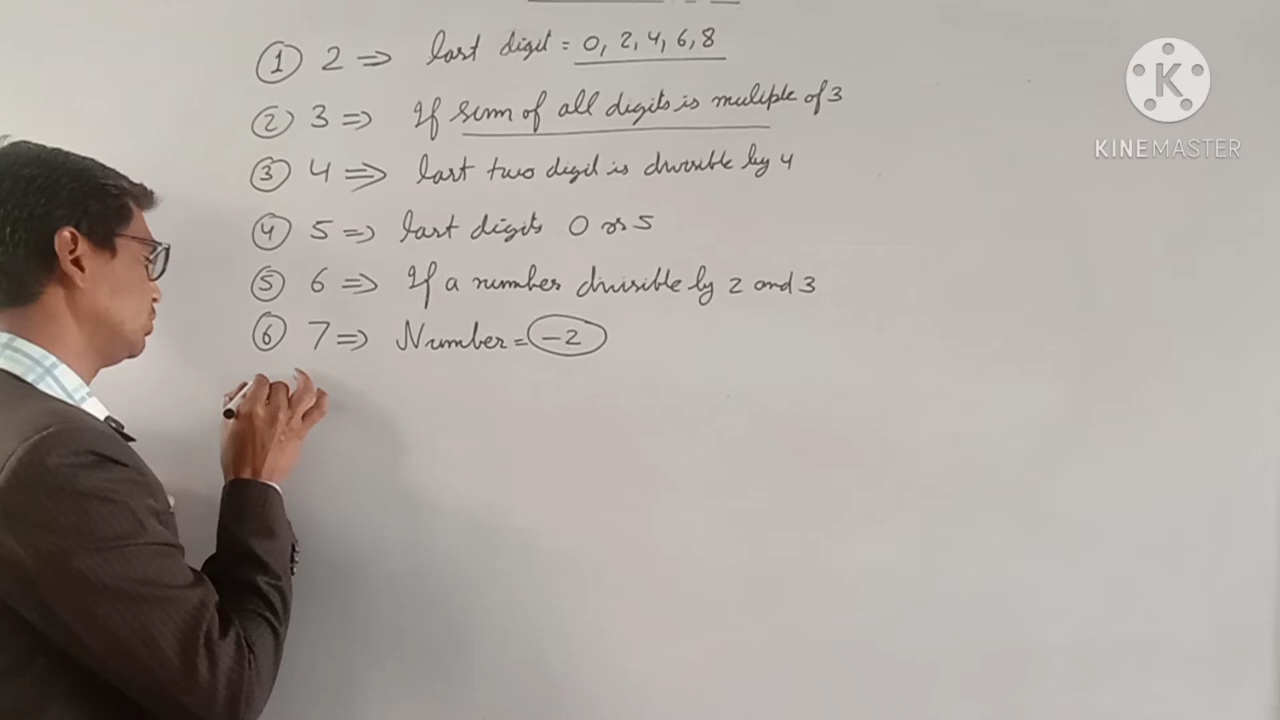 ① 2 => last digit = 0, 2, 4, 6, 8
② 3 => If sum of all digits is muliple of 3
③ 4 => last two digit is divisible by 4
④ 5 => last digits 0 or 5
⑤ 6 => If a number divisible by 2 and 3
⑥ 7 => Number = -2
K
KINEMASTER